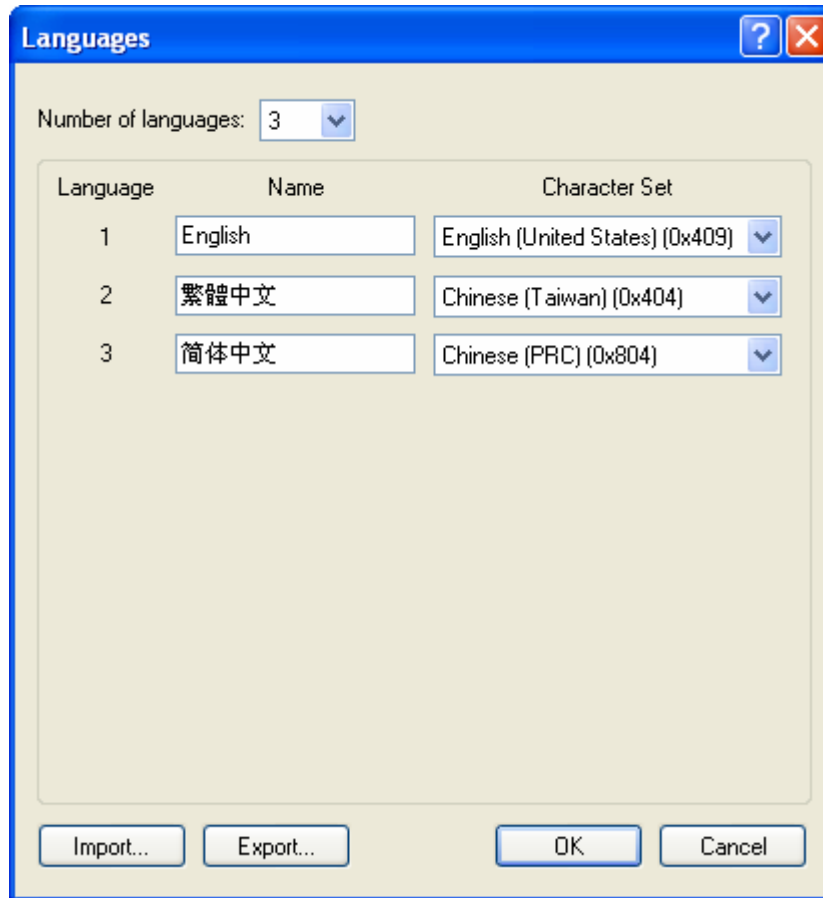 Languages
Number of languages: 3
Language Name Character Set
1 English English (United States) (0x409)
2 繁體中文 Chinese (Taiwan) (0x404)
3 简体中文 Chinese (PRC) (0x804)
Import... Export... OK Cancel